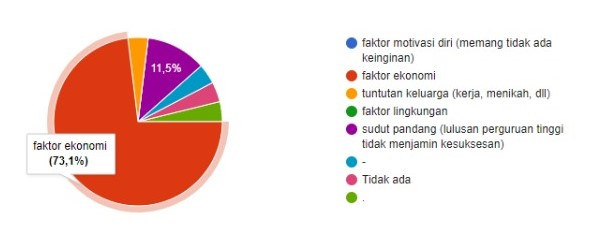 11,5%
faktor ekonomi
(73,1%)
faktor motivasi diri (memang tidak ada
keinginan)
faktor ekonomi
tuntutan keluarga (kerja, menikah, dll)
faktor lingkungan
sudut pandang (lulusan perguruan tinggi
tidak menjamin kesuksesan)
-
Tidak ada
.